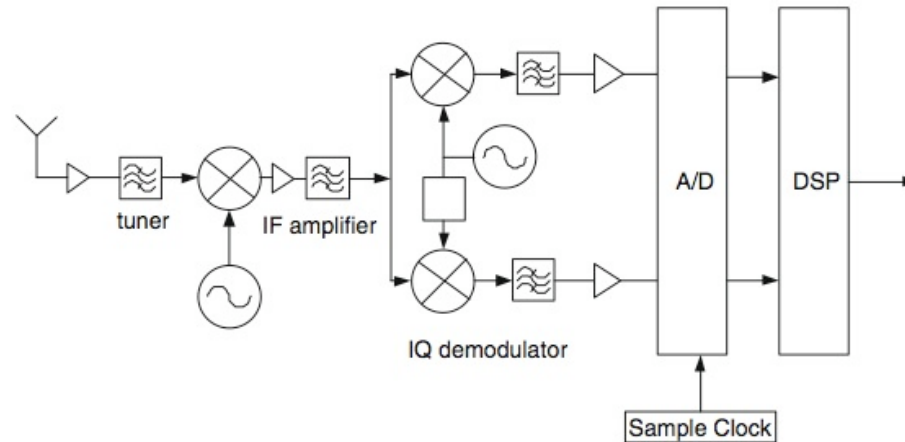 A/D
DSP
tuner
IF amplifier
IQ demodulator
Sample Clock